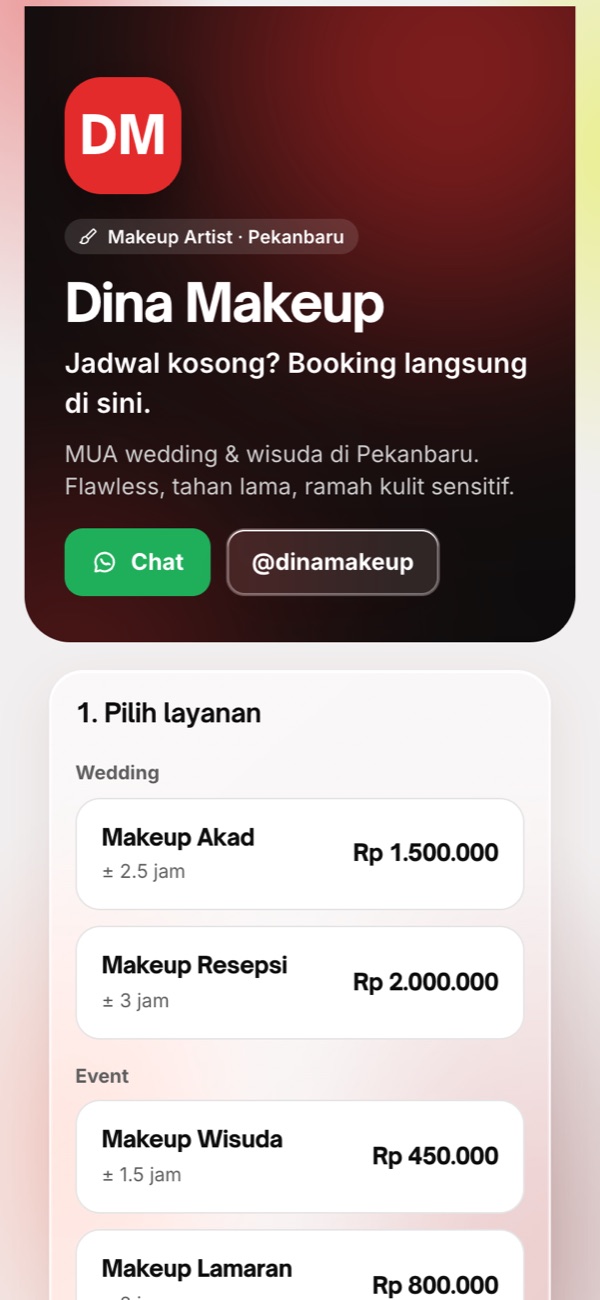 DM
Makeup Artist · Pekanbaru
Dina Makeup
Jadwal kosong? Booking langsung
di sini.
MUA wedding & wisuda di Pekanbaru.
Flawless, tahan lama, ramah kulit sensitif.
Chat
@dinamakeup
1. Pilih layanan
Wedding
Makeup Akad
Rp 1.500.000
± 2.5 jam
Makeup Resepsi
Rp 2.000.000
± 3 jam
Event
Makeup Wisuda
Rp 450.000
± 1.5 jam
Makeup Lamaran
Rp 800.000